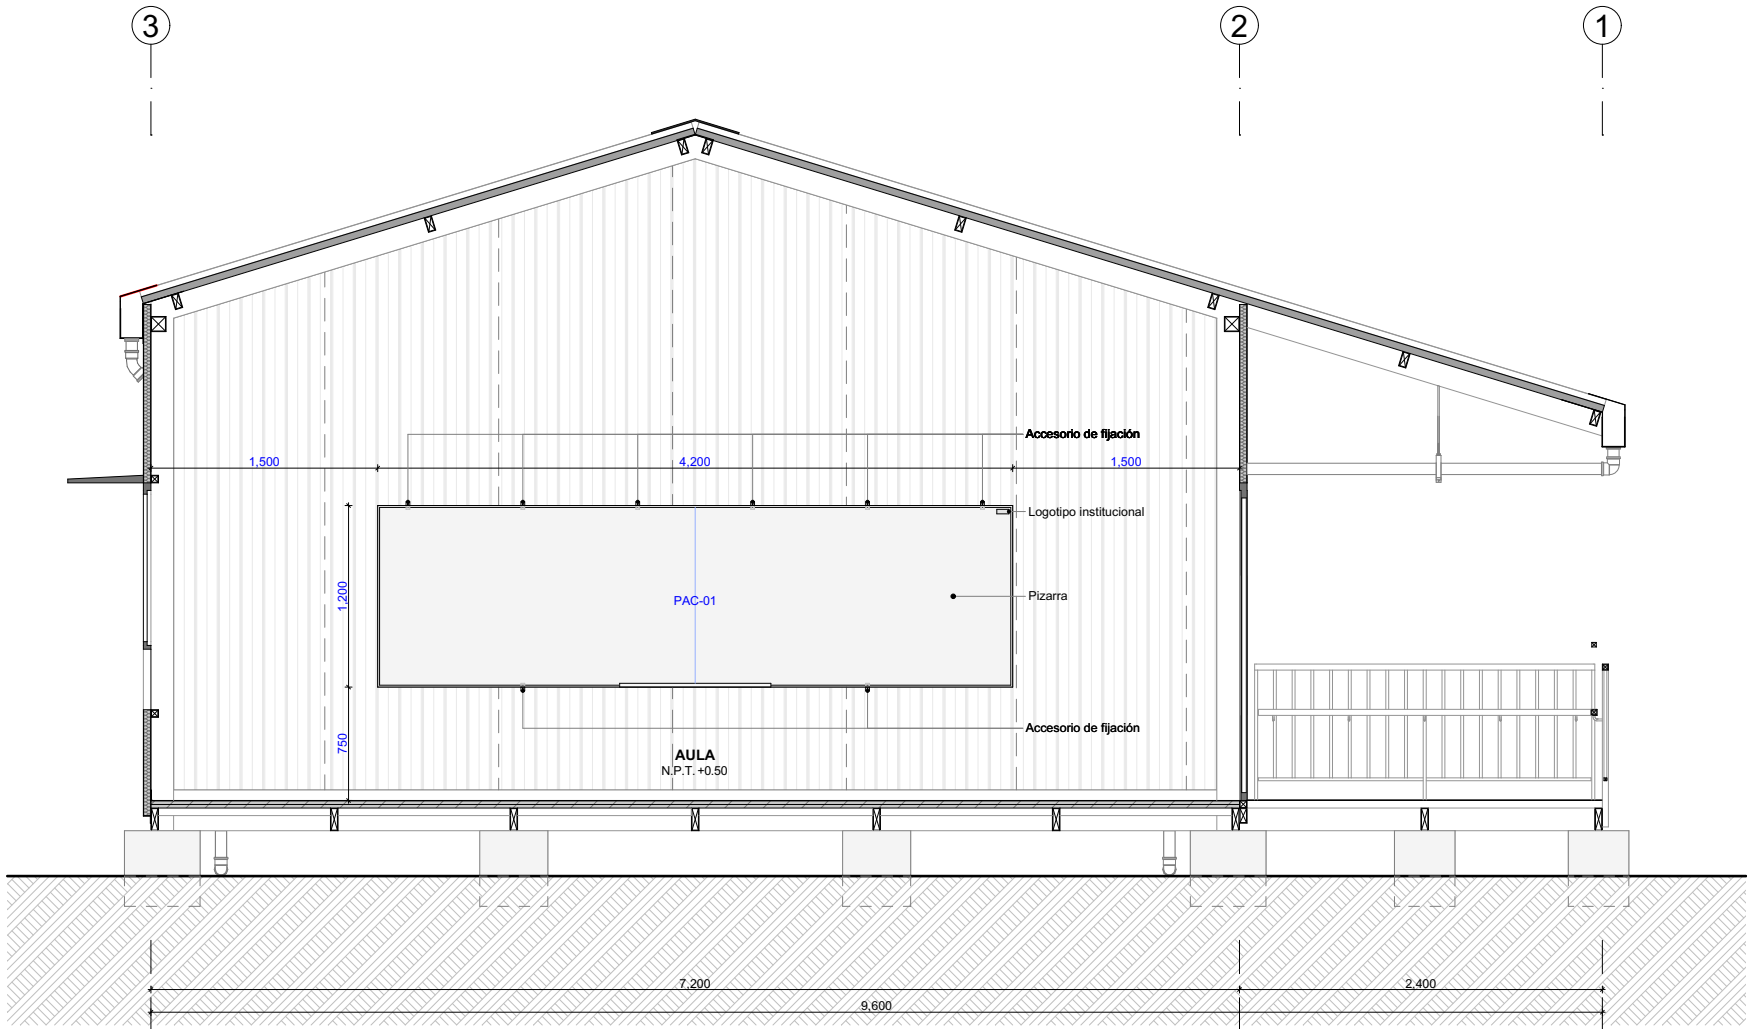 3
2
1
Accesorio de fijación
1,500
4,200
1,500
Logotipo institucional
1,200
PAC-01
Pizarra
750
Accesorio de fijación
AULA
N.P.T. +0.50
7,200
2,400
9,600